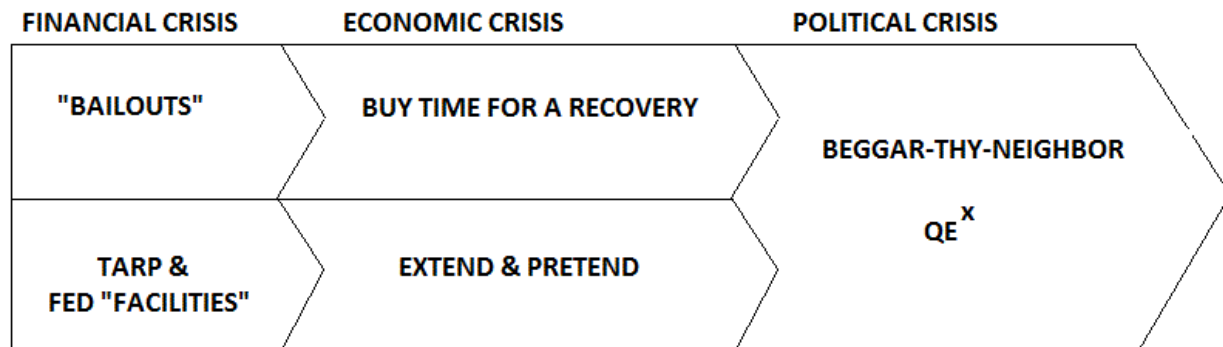 FINANCIAL CRISIS
ECONOMIC CRISIS
POLITICAL CRISIS
"BAILOUTS"
BUY TIME FOR A RECOVERY
BEGGAR-THY-NEIGHBOR
QE^x
TARP &
FED "FACILITIES"
EXTEND & PRETEND